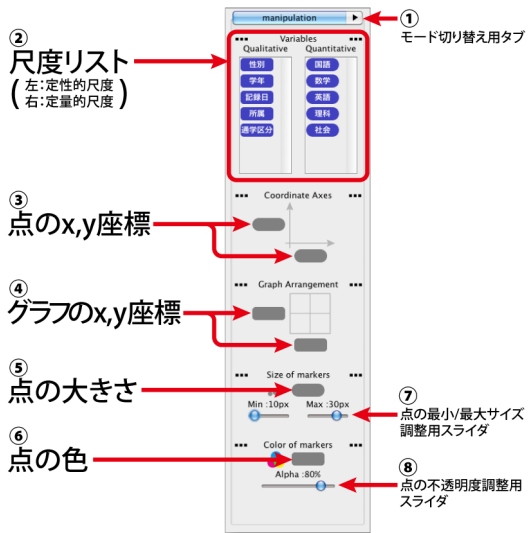 manipulation
①
モード切り替え用タブ
②
尺度リスト
(左:定性的尺度
右:定量的尺度)
Variables
Qualitative Quantitative
性別 国語
学年 数学
記録日 英語
所属 理科
通学区分 社会
③
点のx,y座標
Coordinate Axes
④
グラフのx,y座標
Graph Arrangement
⑤
点の大きさ
Size of markers
Min :10px Max :30px
⑦
点の最小/最大サイズ
調整用スライダ
⑥
点の色
Color of markers
Alpha :80%
⑧
点の不透明度調整用
スライダ